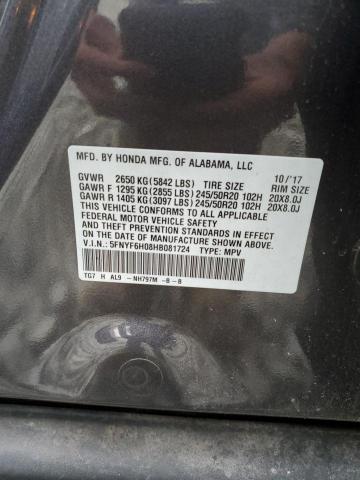 MFD. BY HONDA MFG. OF ALABAMA, LLC 10/'17
GVWR 2650 KG(5842 LBS) TIRE SIZE RIM SIZE
GAWR F 1295 KG(2855 LBS) 245/50R20 102H 20X8.0J
GAWR R 1405 KG(3097 LBS) 245/50R20 102H 20X8.0J
THIS VEHICLE CONFORMS TO ALL APPLICABLE
FEDERAL MOTOR VEHICLE SAFETY, BUMPER,
AND THEFT PREVENTION STANDARDS IN EFFECT
ON THE DATE OF MANUFACTURE SHOWN ABOVE.
V.I.N: 5FNYF6H08HB081724 TYPE: MPV
TG7 H AL9 -NH797M -B-B